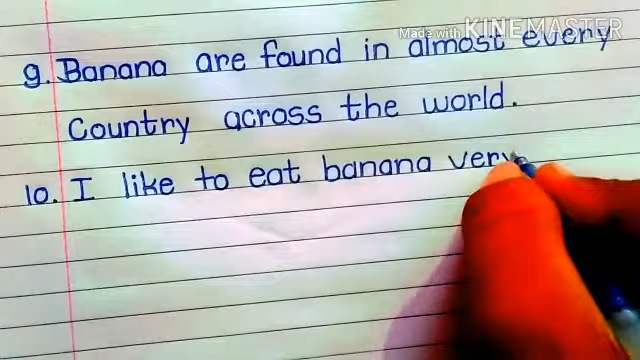 Made with KINEMASTER
9. Banana are found in almost every
Country across the world.
10. I like to eat banana very